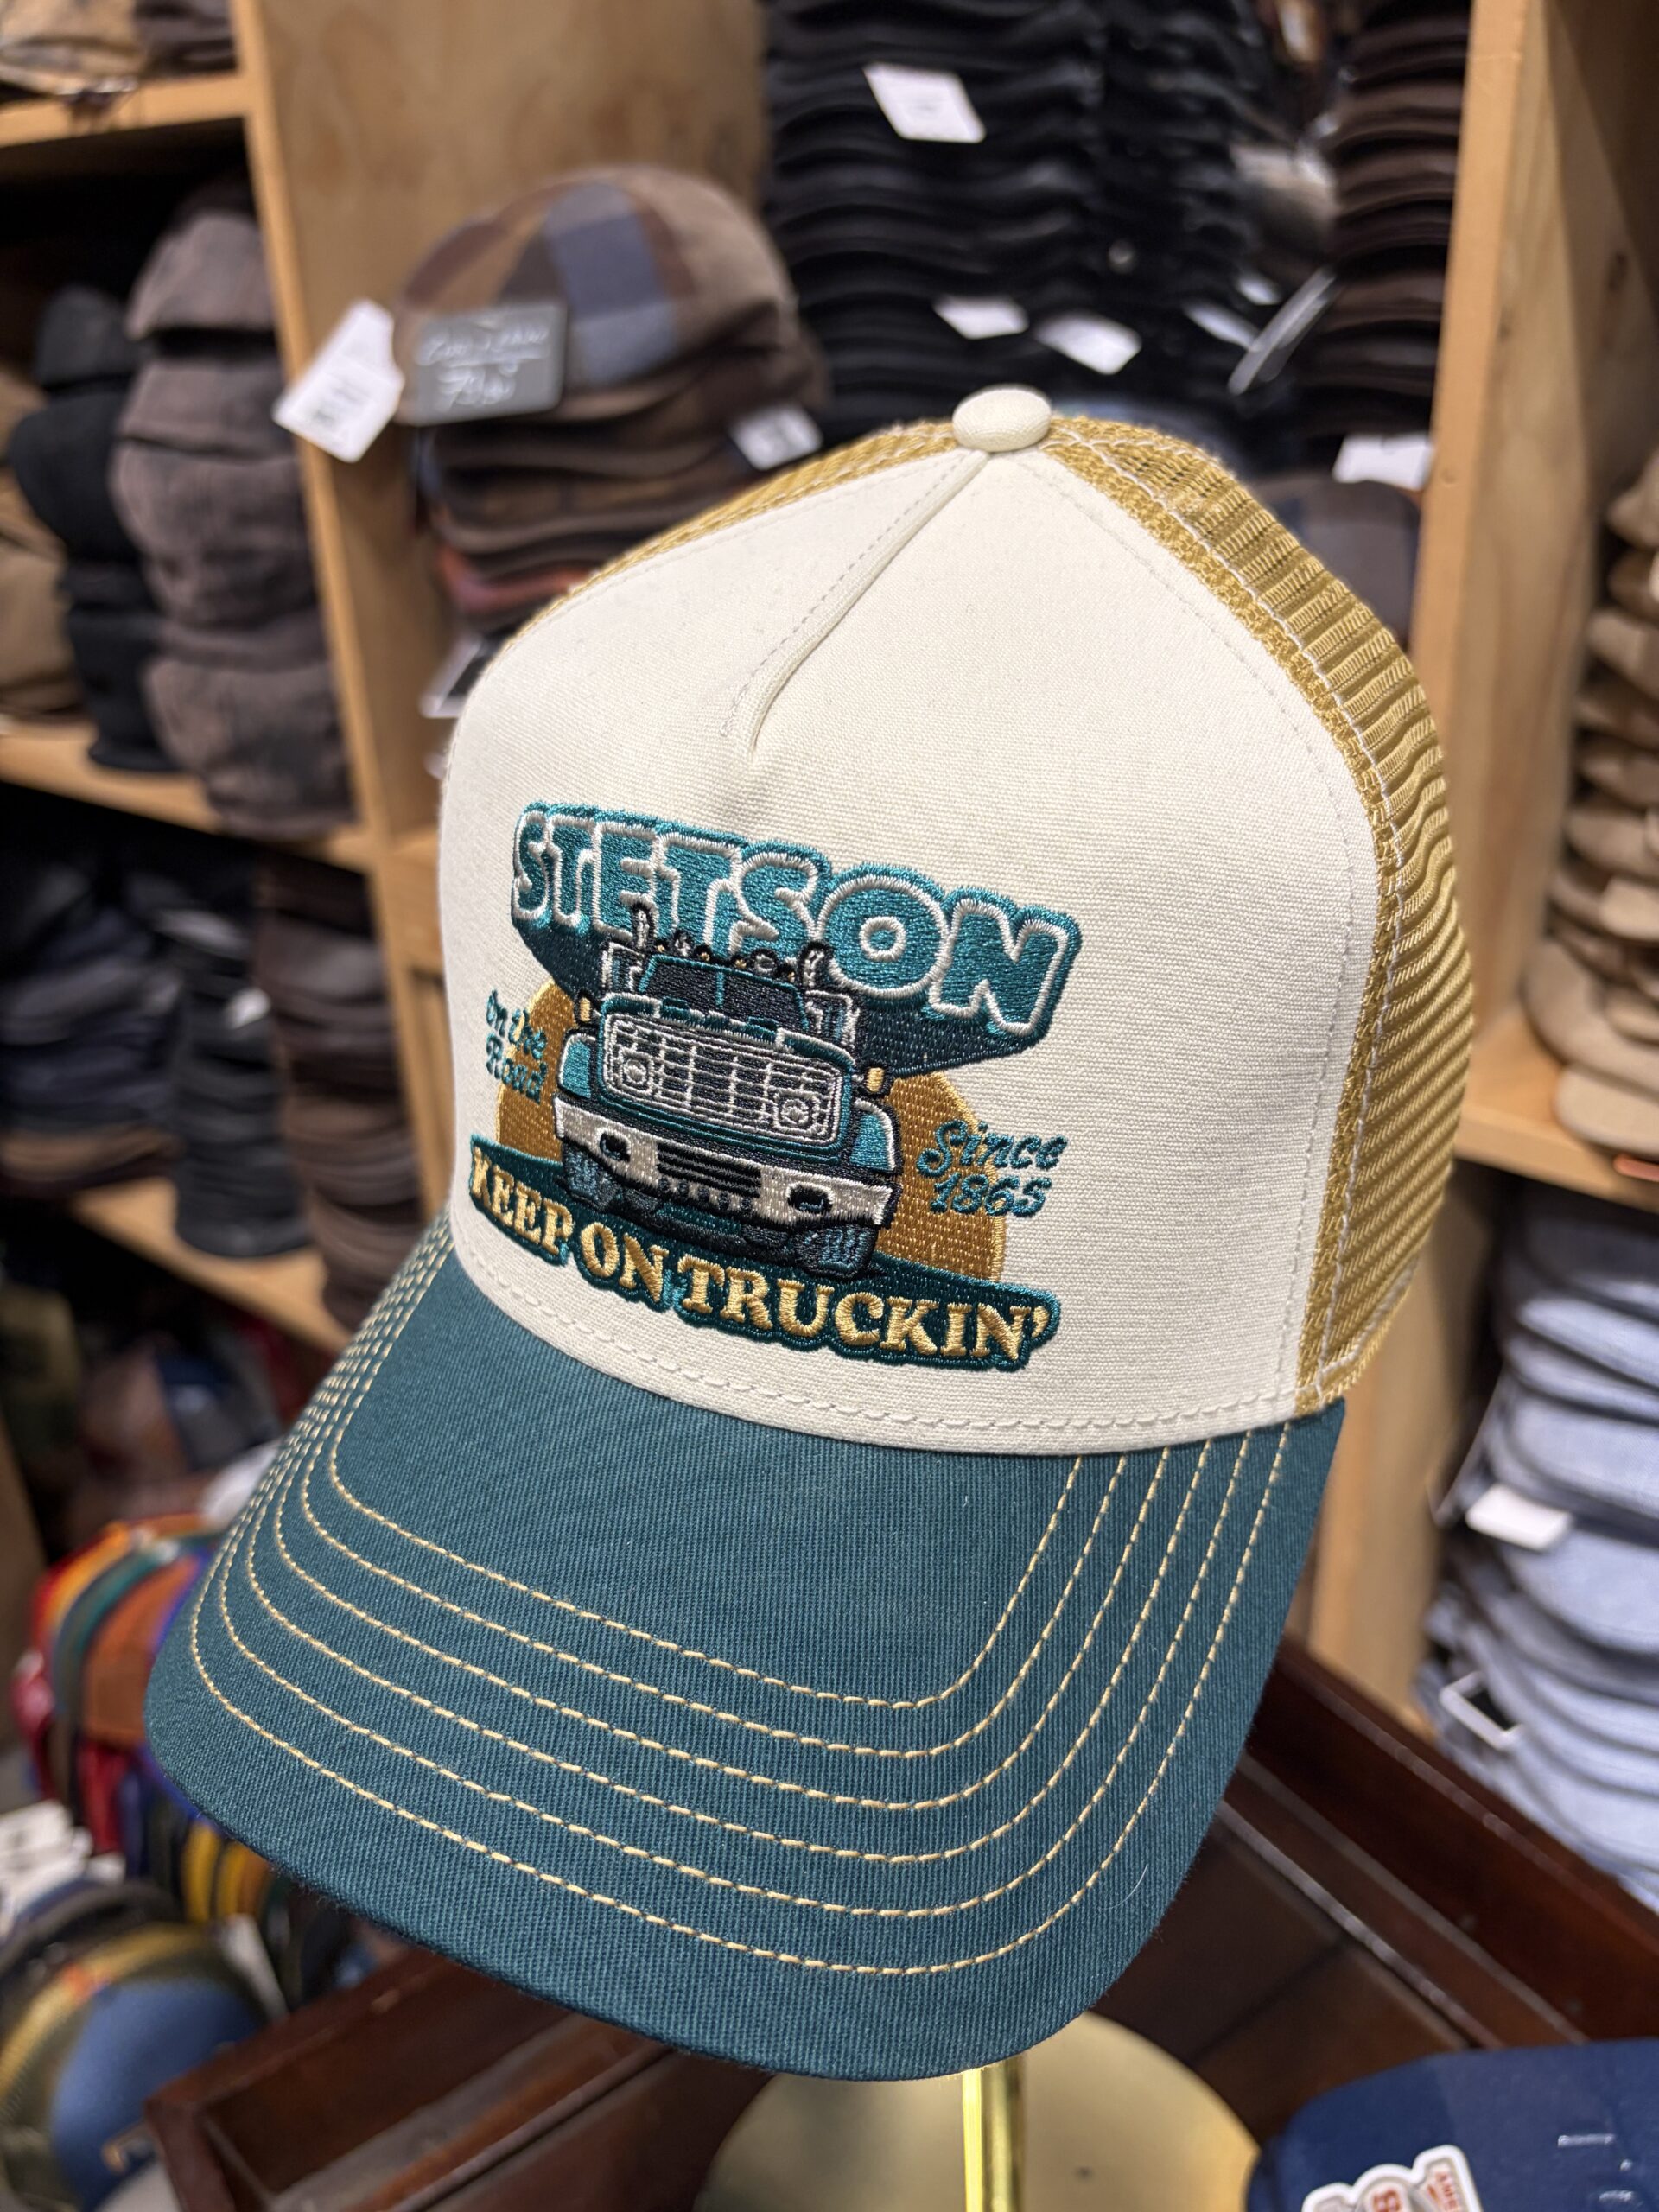 STETSON
On the
Road
Since
1865
KEEP ON TRUCKIN'